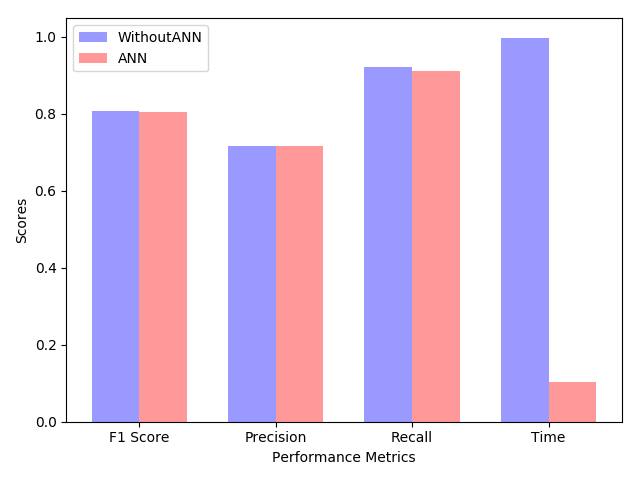 WithoutANN
ANN
1.0
0.8
0.6
0.4
0.2
0.0
Scores
F1 Score Precision Recall Time
Performance Metrics